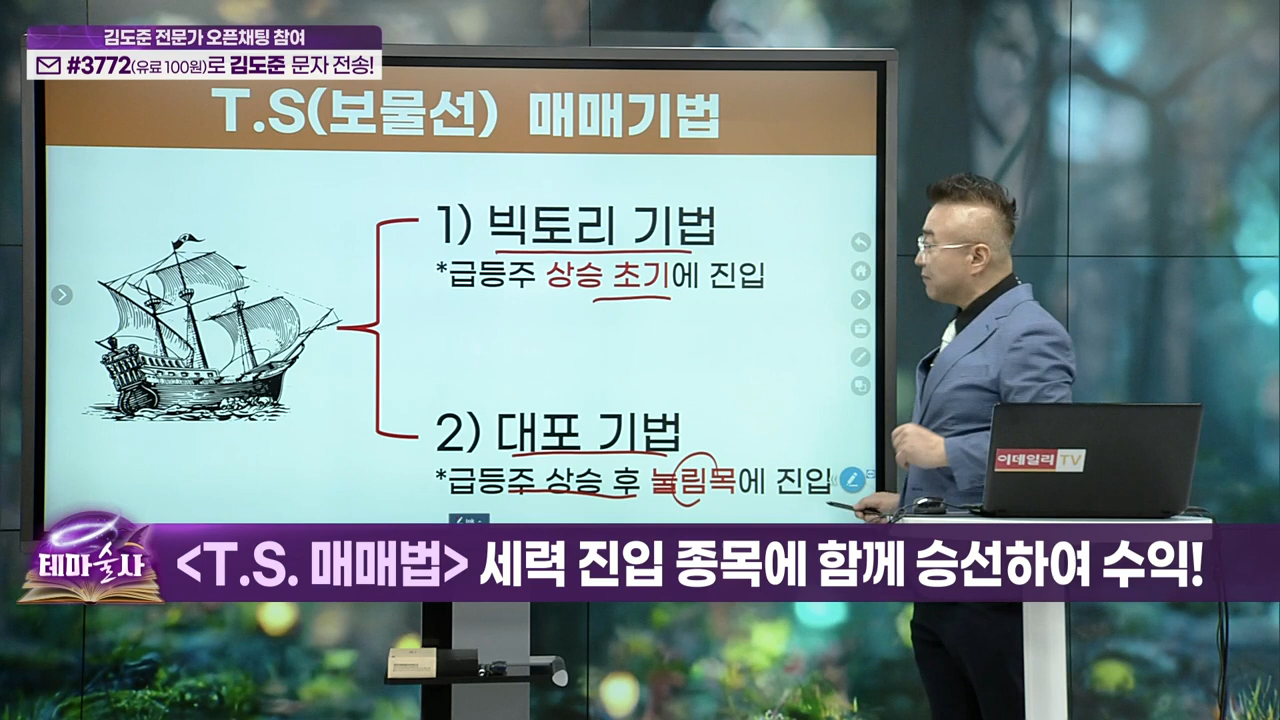 김도준 전문가 오픈채팅 참여
#3772(유료 100원)로 김도준 문자 전송!
T.S(보물선) 매매기법
1) 빅토리 기법
*급등주 상승 초기에 진입
2) 대포 기법
*급등주 상승 후 눌림목에 진입
이데일리TV
테마술사
<T.S. 매매법> 세력 진입 종목에 함께 승선하여 수익!